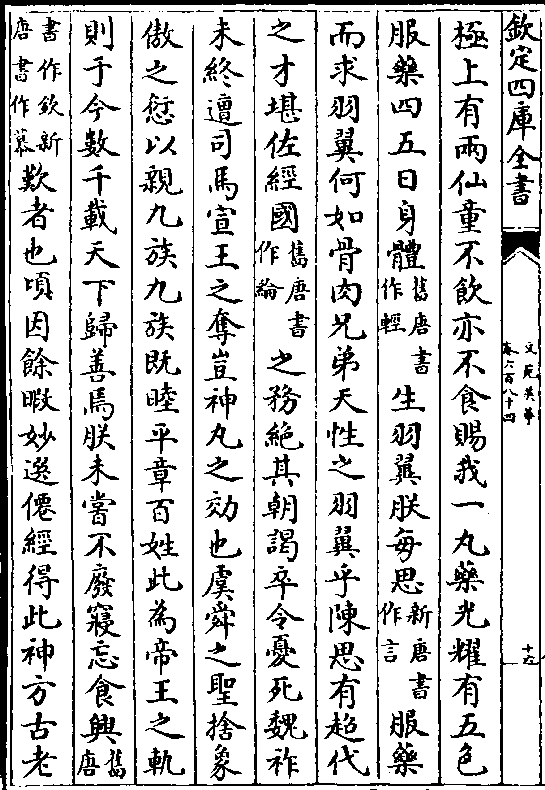 欽定四庫全書
文苑英華
卷六百八十四
極上有兩仙童不飲亦不食賜我一丸藥光耀有五色
服藥四五日身體舊唐書作輕生羽翼朕每思新唐書作言服藥
而求羽翼何如骨肉兄弟天性之羽翼乎陳思有超代
之才堪佐經國舊唐書作綸之務絶其朝謁卒令憂死魏祚
未終遭司馬宣王之奪豈神丸之効也虞舜之聖捨象
傲之愆以親九族九族既睦平章百姓此為帝王之軌
則于今數千載天下歸善焉朕未嘗不廢寢忘食興舊唐
書作欽新唐書作慕歎者也頃因餘暇妙選僊經得此神方古老